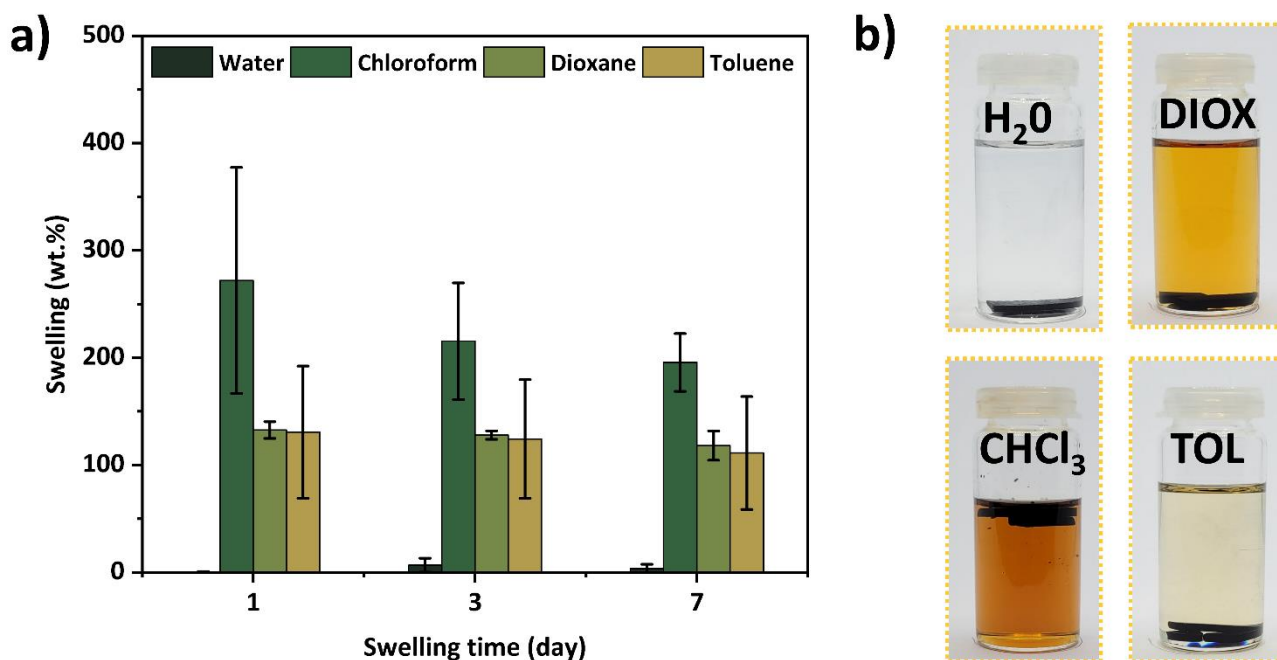 a)
500
400
300
200
100
0
Swelling (wt.%)
Water Chloroform Dioxane Toluene
1 3 7
Swelling time (day)
b)
H₂0
DIOX
CHCl₃
TOL